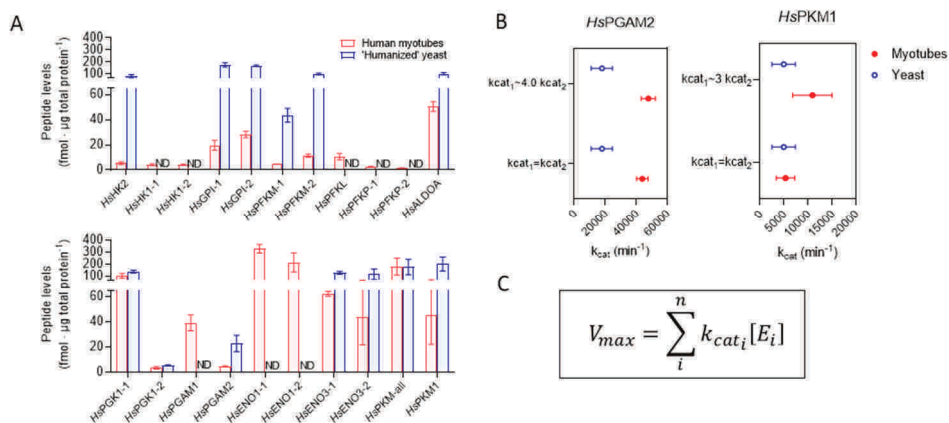 A
Peptide levels
(fmol · µg total protein⁻¹)
400
300
200
100
60
40
20
0
Human myotubes
'Humanized' yeast
ND
ND
ND
ND
ND
HsHK2
HsHK1-1
HsHK1-2
HsGPI-1
HsGPI-2
HsPFKM-1
HsPFKM-2
HsPFKL
HsPFKP-1
HsPFKP-2
HsALDOA
Peptide levels
(fmol · µg total protein⁻¹)
400
300
200
100
60
40
20
0
ND
ND
ND
HsPGK1-1
HsPGK1-2
HsPGAM1
HsPGAM2
HsENO1-1
HsENO1-2
HsENO3-1
HsENO3-2
HsPKM-all
HsPKM1
B
HsPGAM2
kcat₁~4.0 kcat₂
kcat₁=kcat₂
0
20000
40000
60000
kcat (min⁻¹)
HsPKM1
kcat₁~3 kcat₂
kcat₁=kcat₂
0
5000
10000
15000
20000
kcat (min⁻¹)
Myotubes
Yeast
C
V_max = ∑ᵢⁿ k_catᵢ[Eᵢ]